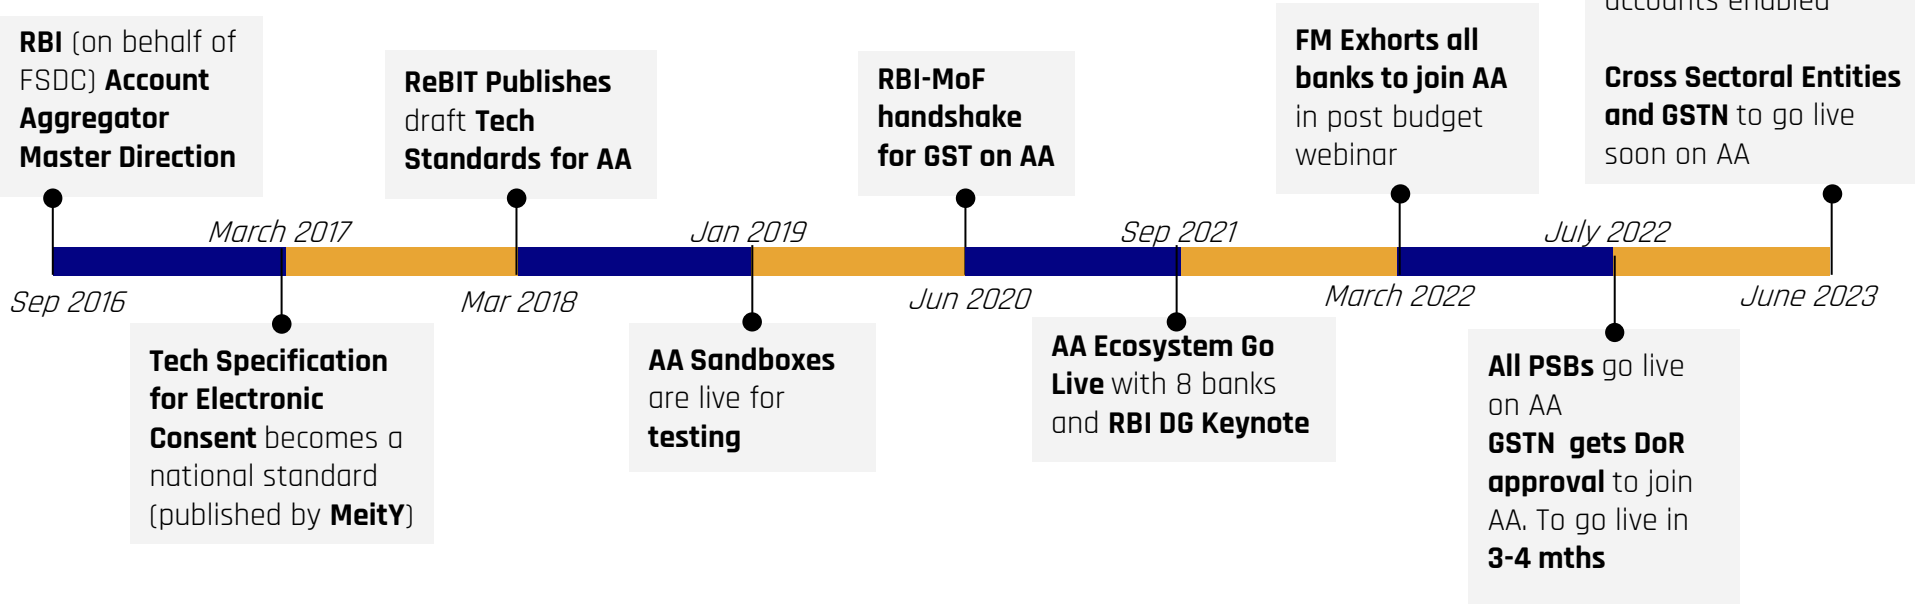 RBI (on behalf of
FSDC) Account
Aggregator
Master Direction
ReBIT Publishes
draft Tech
Standards for AA
RBI-MoF
handshake
for GST on AA
FM Exhorts all
banks to join AA
in post budget
webinar
accounts enabled
Cross Sectoral Entities
and GSTN to go live
soon on AA
March 2017
Jan 2019
Sep 2021
July 2022
Sep 2016
Mar 2018
Jun 2020
March 2022
June 2023
Tech Specification
for Electronic
Consent becomes a
national standard
(published by MeitY)
AA Sandboxes
are live for
testing
AA Ecosystem Go
Live with 8 banks
and RBI DG Keynote
All PSBs go live
on AA
GSTN gets DoR
approval to join
AA. To go live in
3-4 mths